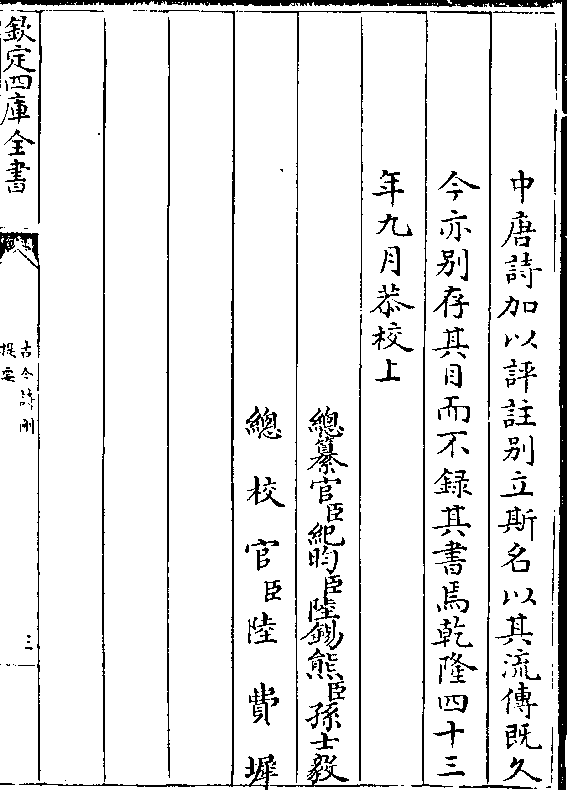 中唐詩加以評註别立斯名以其流傳既久
今亦别存其目而不録其書焉乾隆四十三
年九月恭校上
總纂官臣紀昀臣陸錫熊臣孫士毅
總校官臣陸費墀
欽定四庫全書
古今詩刪
提要
三